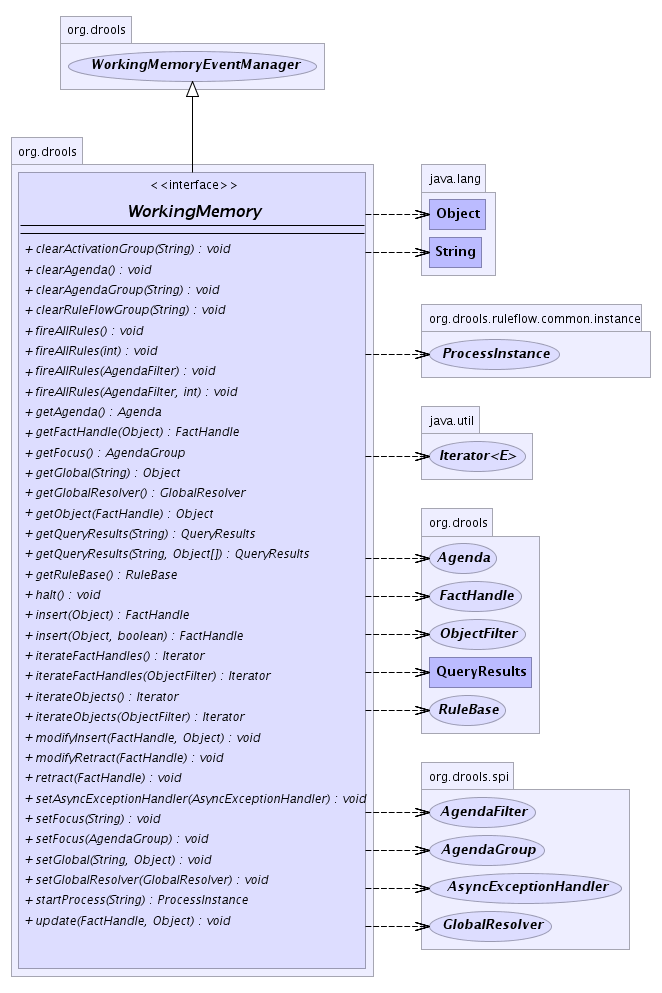 org.drools
WorkingMemoryEventManager
org.drools
<<interface>>
WorkingMemory
+ clearActivationGroup(String) : void
+ clearAgenda() : void
+ clearAgendaGroup(String) : void
+ clearRuleFlowGroup(String) : void
+ fireAllRules() : void
+ fireAllRules(int) : void
+ fireAllRules(AgendaFilter) : void
+ fireAllRules(AgendaFilter, int) : void
+ getAgenda() : Agenda
+ getFactHandle(Object) : FactHandle
+ getFocus() : AgendaGroup
+ getGlobal(String) : Object
+ getGlobalResolver() : GlobalResolver
+ getObject(FactHandle) : Object
+ getQueryResults(String) : QueryResults
+ getQueryResults(String, Object[]) : QueryResults
+ getRuleBase() : RuleBase
+ halt() : void
+ insert(Object) : FactHandle
+ insert(Object, boolean) : FactHandle
+ iterateFactHandles() : Iterator
+ iterateFactHandles(ObjectFilter) : Iterator
+ iterateObjects() : Iterator
+ iterateObjects(ObjectFilter) : Iterator
+ modifyInsert(FactHandle, Object) : void
+ modifyRetract(FactHandle) : void
+ retract(FactHandle) : void
+ setAsyncExceptionHandler(AsyncExceptionHandler) : void
+ setFocus(String) : void
+ setFocus(AgendaGroup) : void
+ setGlobal(String, Object) : void
+ setGlobalResolver(GlobalResolver) : void
+ startProcess(String) : ProcessInstance
+ update(FactHandle, Object) : void
java.lang
Object
String
org.drools.ruleflow.common.instance
ProcessInstance
java.util
Iterator<E>
org.drools
Agenda
FactHandle
ObjectFilter
QueryResults
RuleBase
org.drools.spi
AgendaFilter
AgendaGroup
AsyncExceptionHandler
GlobalResolver